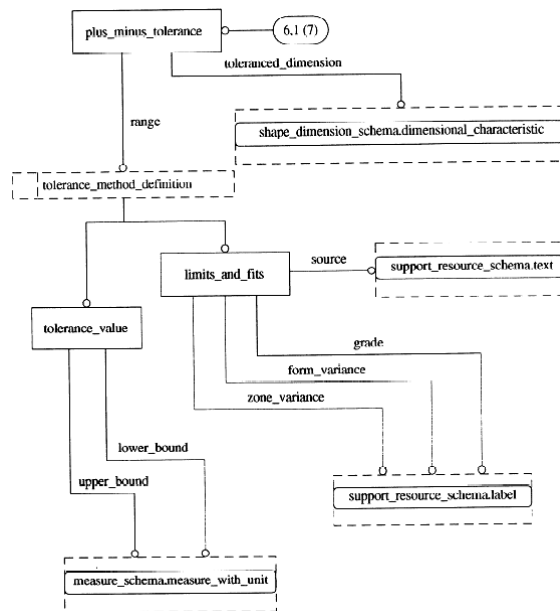 plus_minus_tolerance
6,1 (7)
toleranced_dimension
shape_dimension_schema.dimensional_characteristic
range
tolerance_method_definition
limits_and_fits
source
support_resource_schema.text
tolerance_value
grade
form_variance
zone_variance
lower_bound
upper_bound
support_resource_schema.label
measure_schema.measure_with_unit